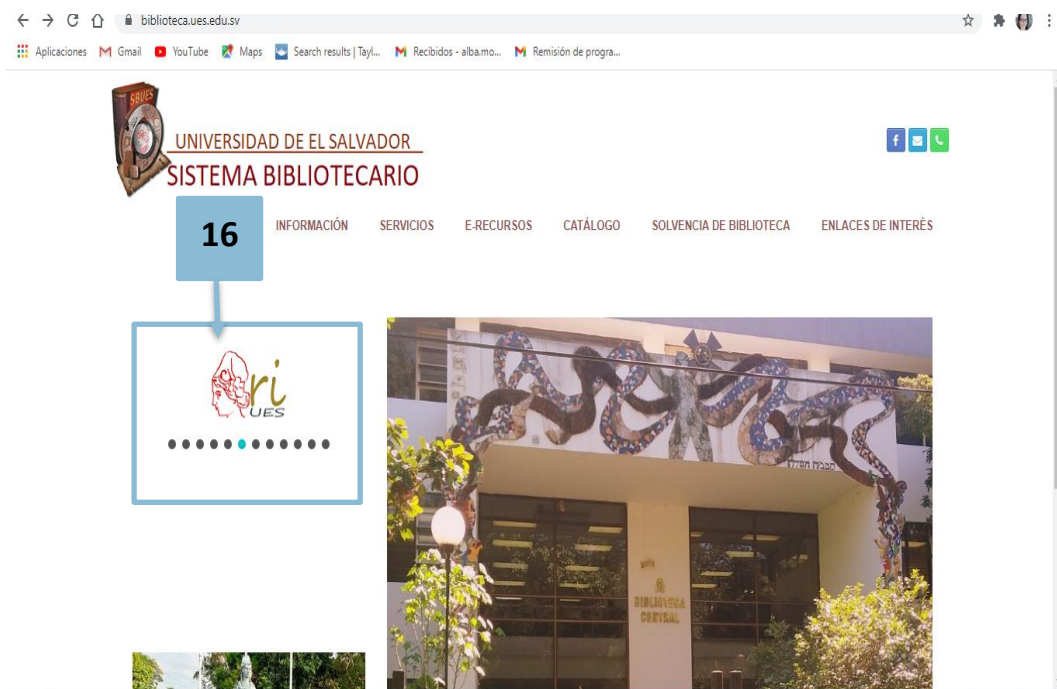 biblioteca.ues.edu.sv
Aplicaciones Gmail YouTube Maps Search results | Tayl... Recibidos - alba.mo... Remisión de progra...
SBUES
UNIVERSIDAD DE EL SALVADOR
SISTEMA BIBLIOTECARIO
16
INFORMACIÓN SERVICIOS E-RECURSOS CATÁLOGO SOLVENCIA DE BIBLIOTECA ENLACES DE INTERÉS
ri
UES
BIBLIOTECA
CENTRAL